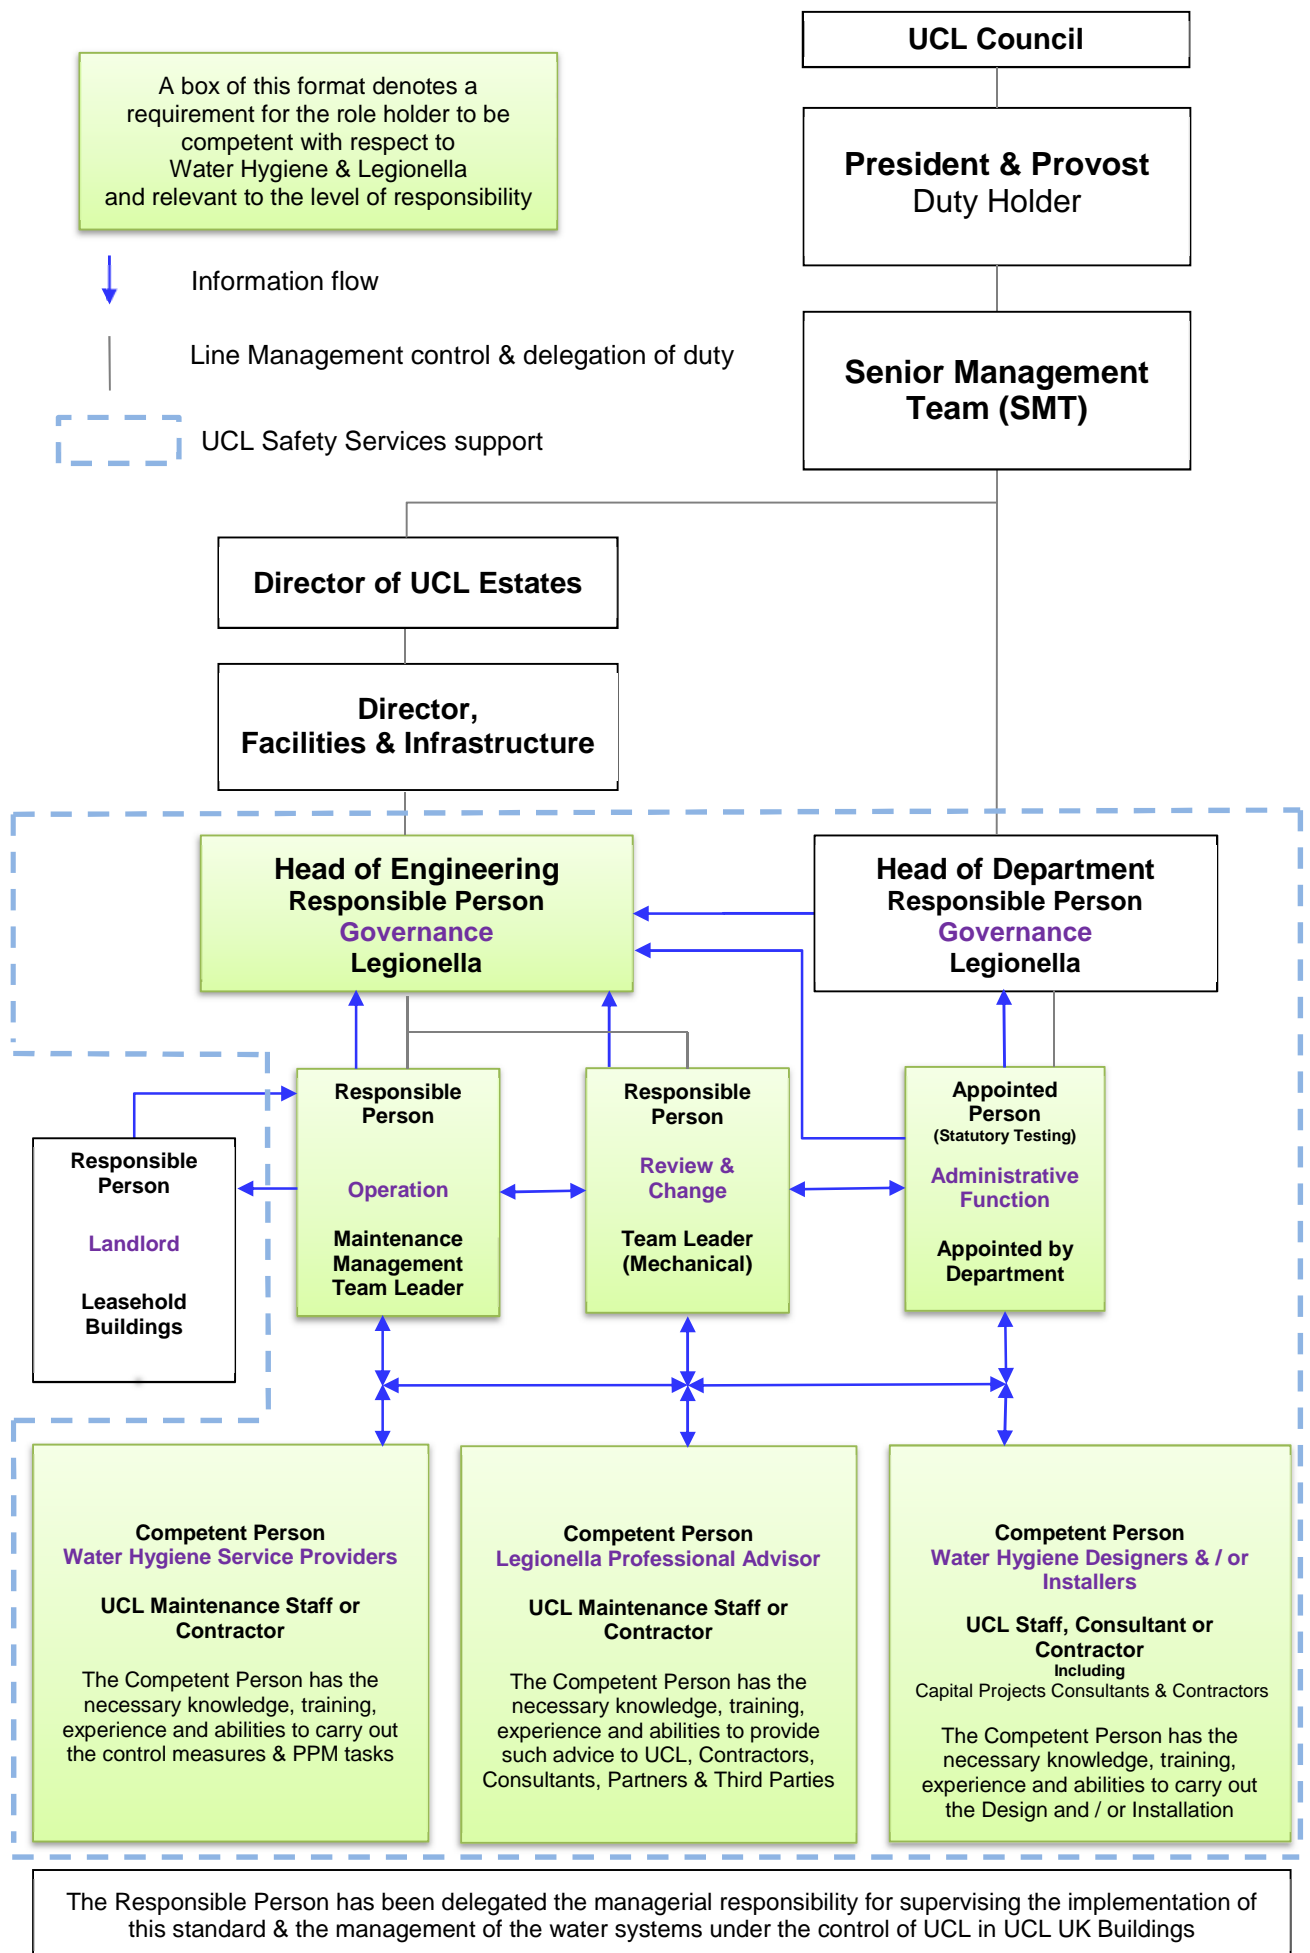 UCL Council
A box of this format denotes a
requirement for the role holder to be
competent with respect to
Water Hygiene & Legionella
and relevant to the level of responsibility
President & Provost
Duty Holder
Information flow
Line Management control & delegation of duty
Senior Management
Team (SMT)
UCL Safety Services support
Director of UCL Estates
Director,
Facilities & Infrastructure
Head of Engineering
Responsible Person
Governance
Legionella
Head of Department
Responsible Person
Governance
Legionella
Responsible
Person
Landlord
Leasehold
Buildings
Responsible
Person
Operation
Maintenance
Management
Team Leader
Responsible
Person
Review &
Change
Team Leader
(Mechanical)
Appointed
Person
(Statutory Testing)
Administrative
Function
Appointed by
Department
Competent Person
Water Hygiene Service Providers
UCL Maintenance Staff or
Contractor
The Competent Person has the
necessary knowledge, training,
experience and abilities to carry out
the control measures & PPM tasks
Competent Person
Legionella Professional Advisor
UCL Maintenance Staff or
Contractor
The Competent Person has the
necessary knowledge, training,
experience and abilities to provide
such advice to UCL, Contractors,
Consultants, Partners & Third Parties
Competent Person
Water Hygiene Designers & / or
Installers
UCL Staff, Consultant or
Contractor
Including
Capital Projects Consultants & Contractors
The Competent Person has the
necessary knowledge, training,
experience and abilities to carry out
the Design and / or Installation
The Responsible Person has been delegated the managerial responsibility for supervising the implementation of
this standard & the management of the water systems under the control of UCL in UCL UK Buildings